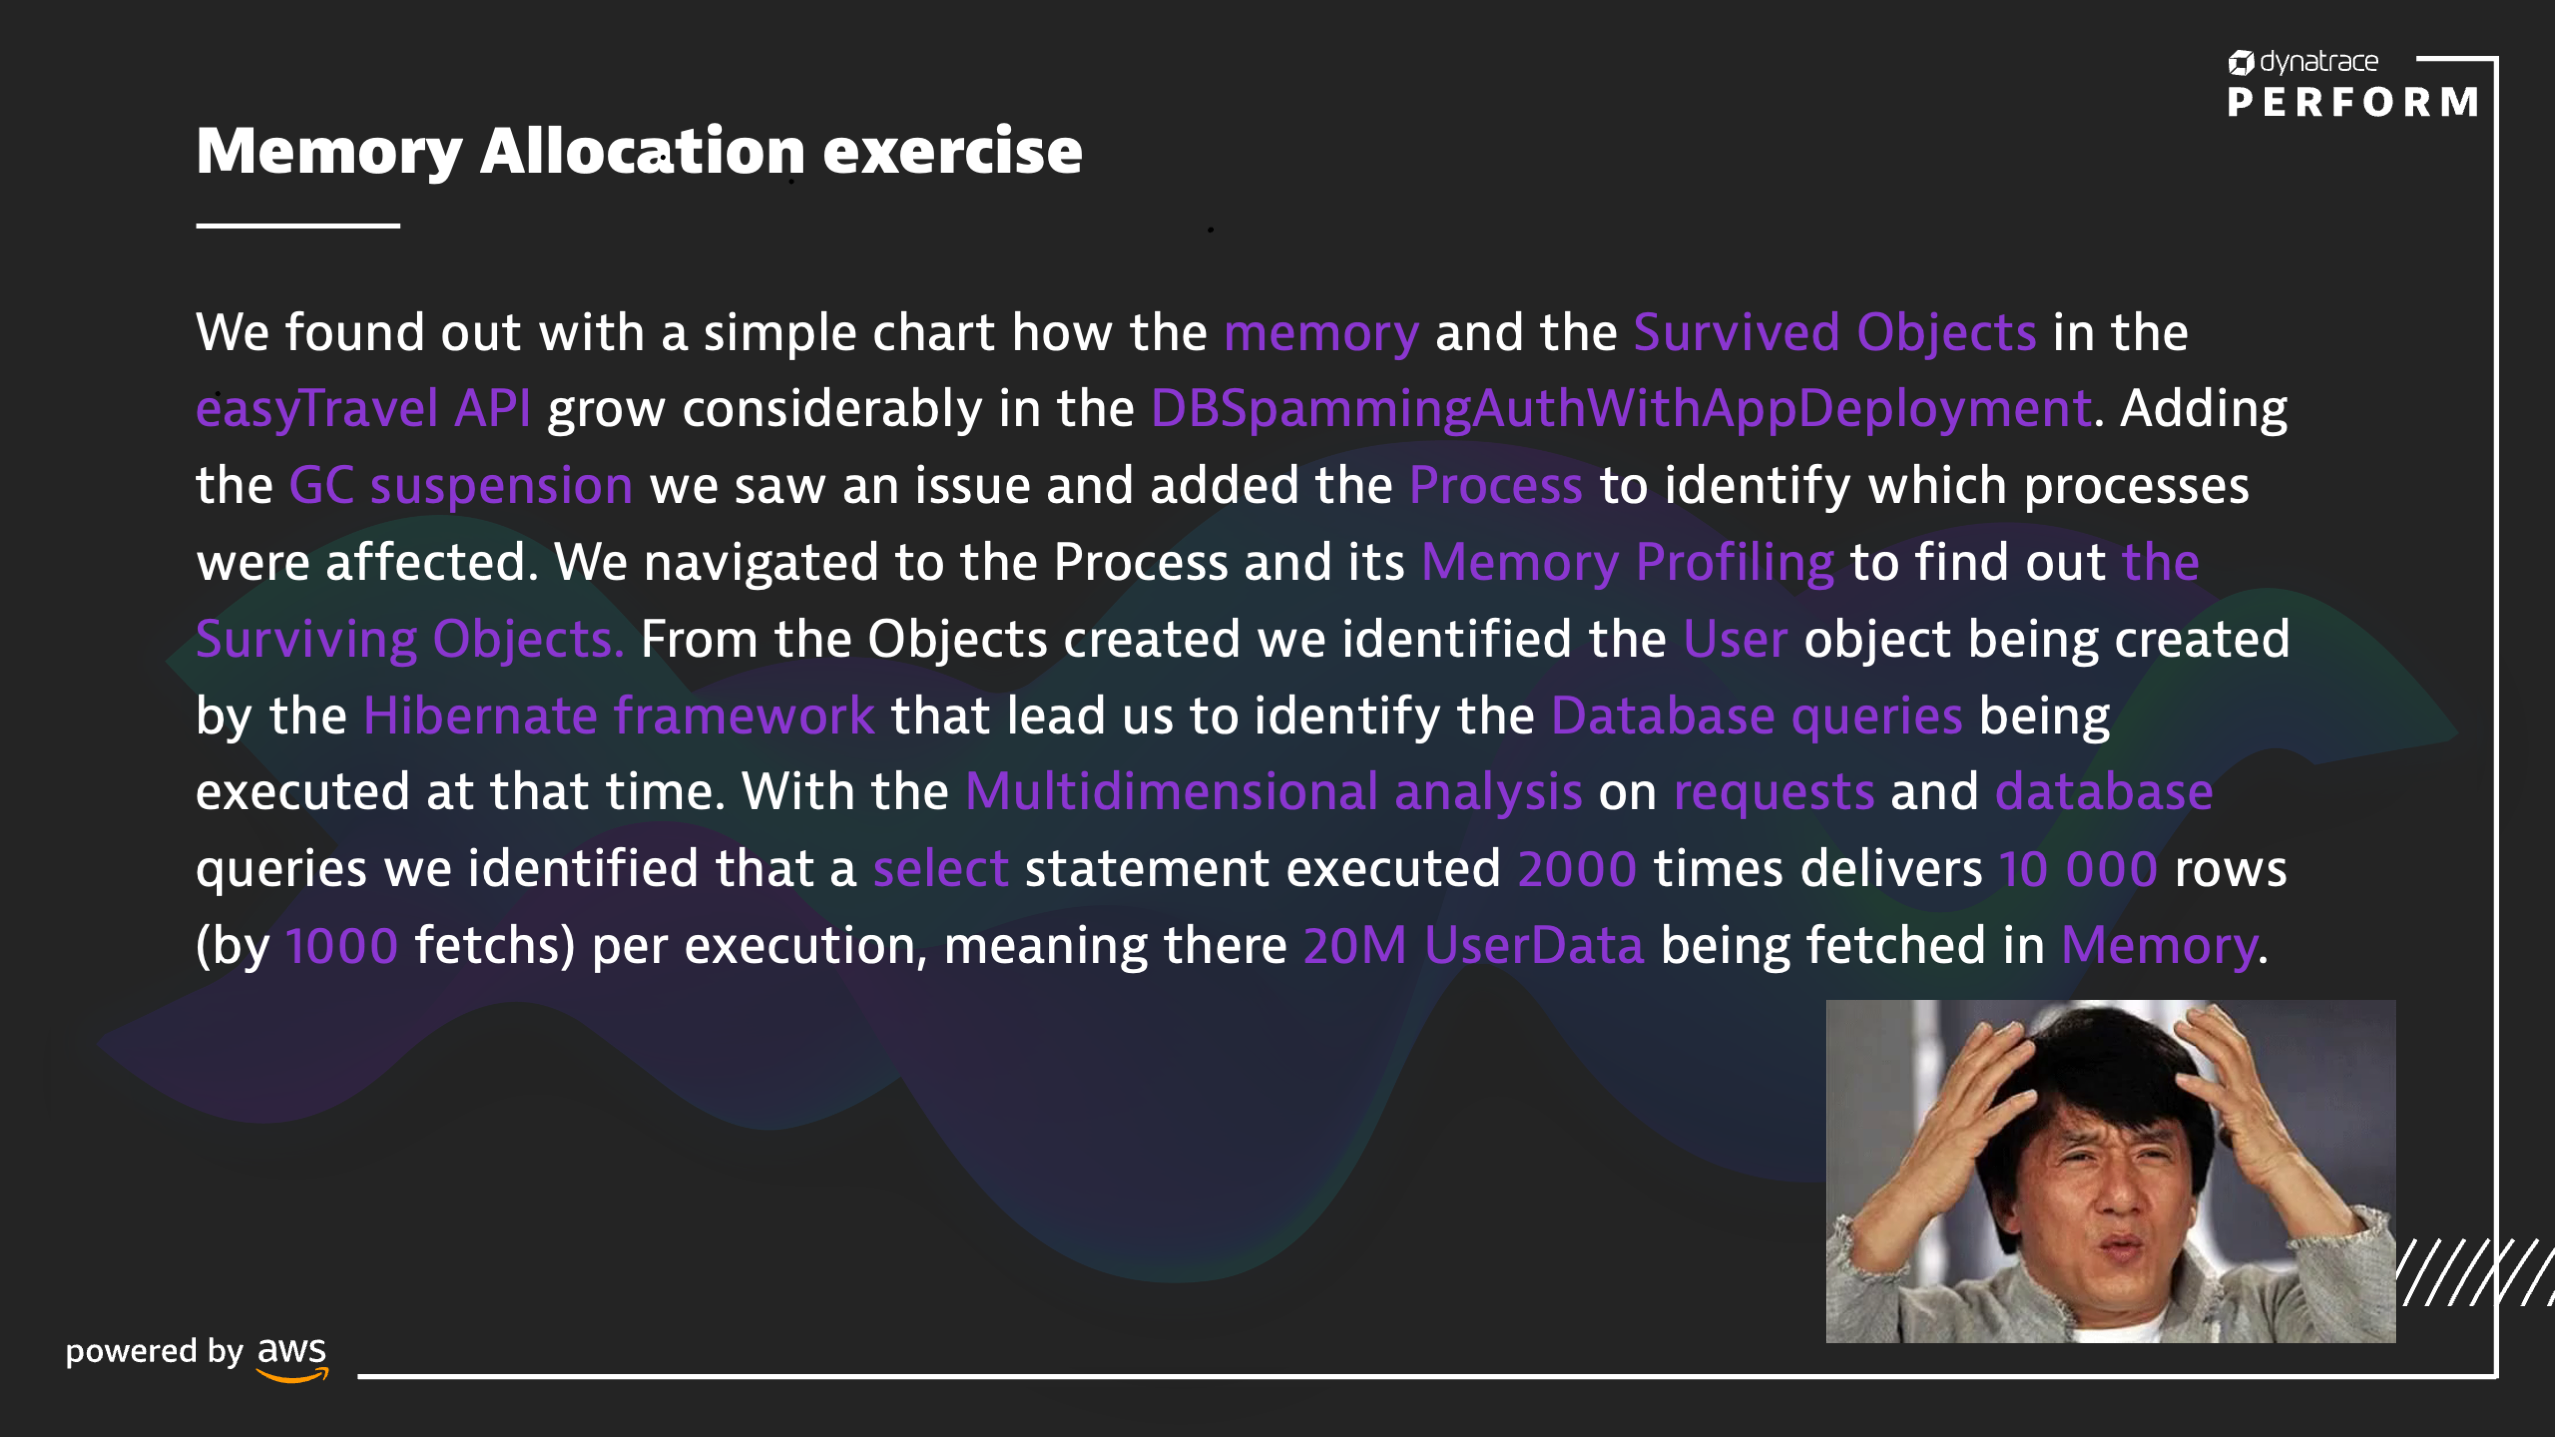 dynatrace
PERFORM
Memory Allocation exercise
We found out with a simple chart how the memory and the Survived Objects in the
easyTravel API grow considerably in the DBSpammingAuthWithAppDeployment. Adding
the GC suspension we saw an issue and added the Process to identify which processes
were affected. We navigated to the Process and its Memory Profiling to find out the
Surviving Objects. From the Objects created we identified the User object being created
by the Hibernate framework that lead us to identify the Database queries being
executed at that time. With the Multidimensional analysis on requests and database
queries we identified that a select statement executed 2000 times delivers 10 000 rows
(by 1000 fetchs) per execution, meaning there 20M UserData being fetched in Memory.
powered by aws